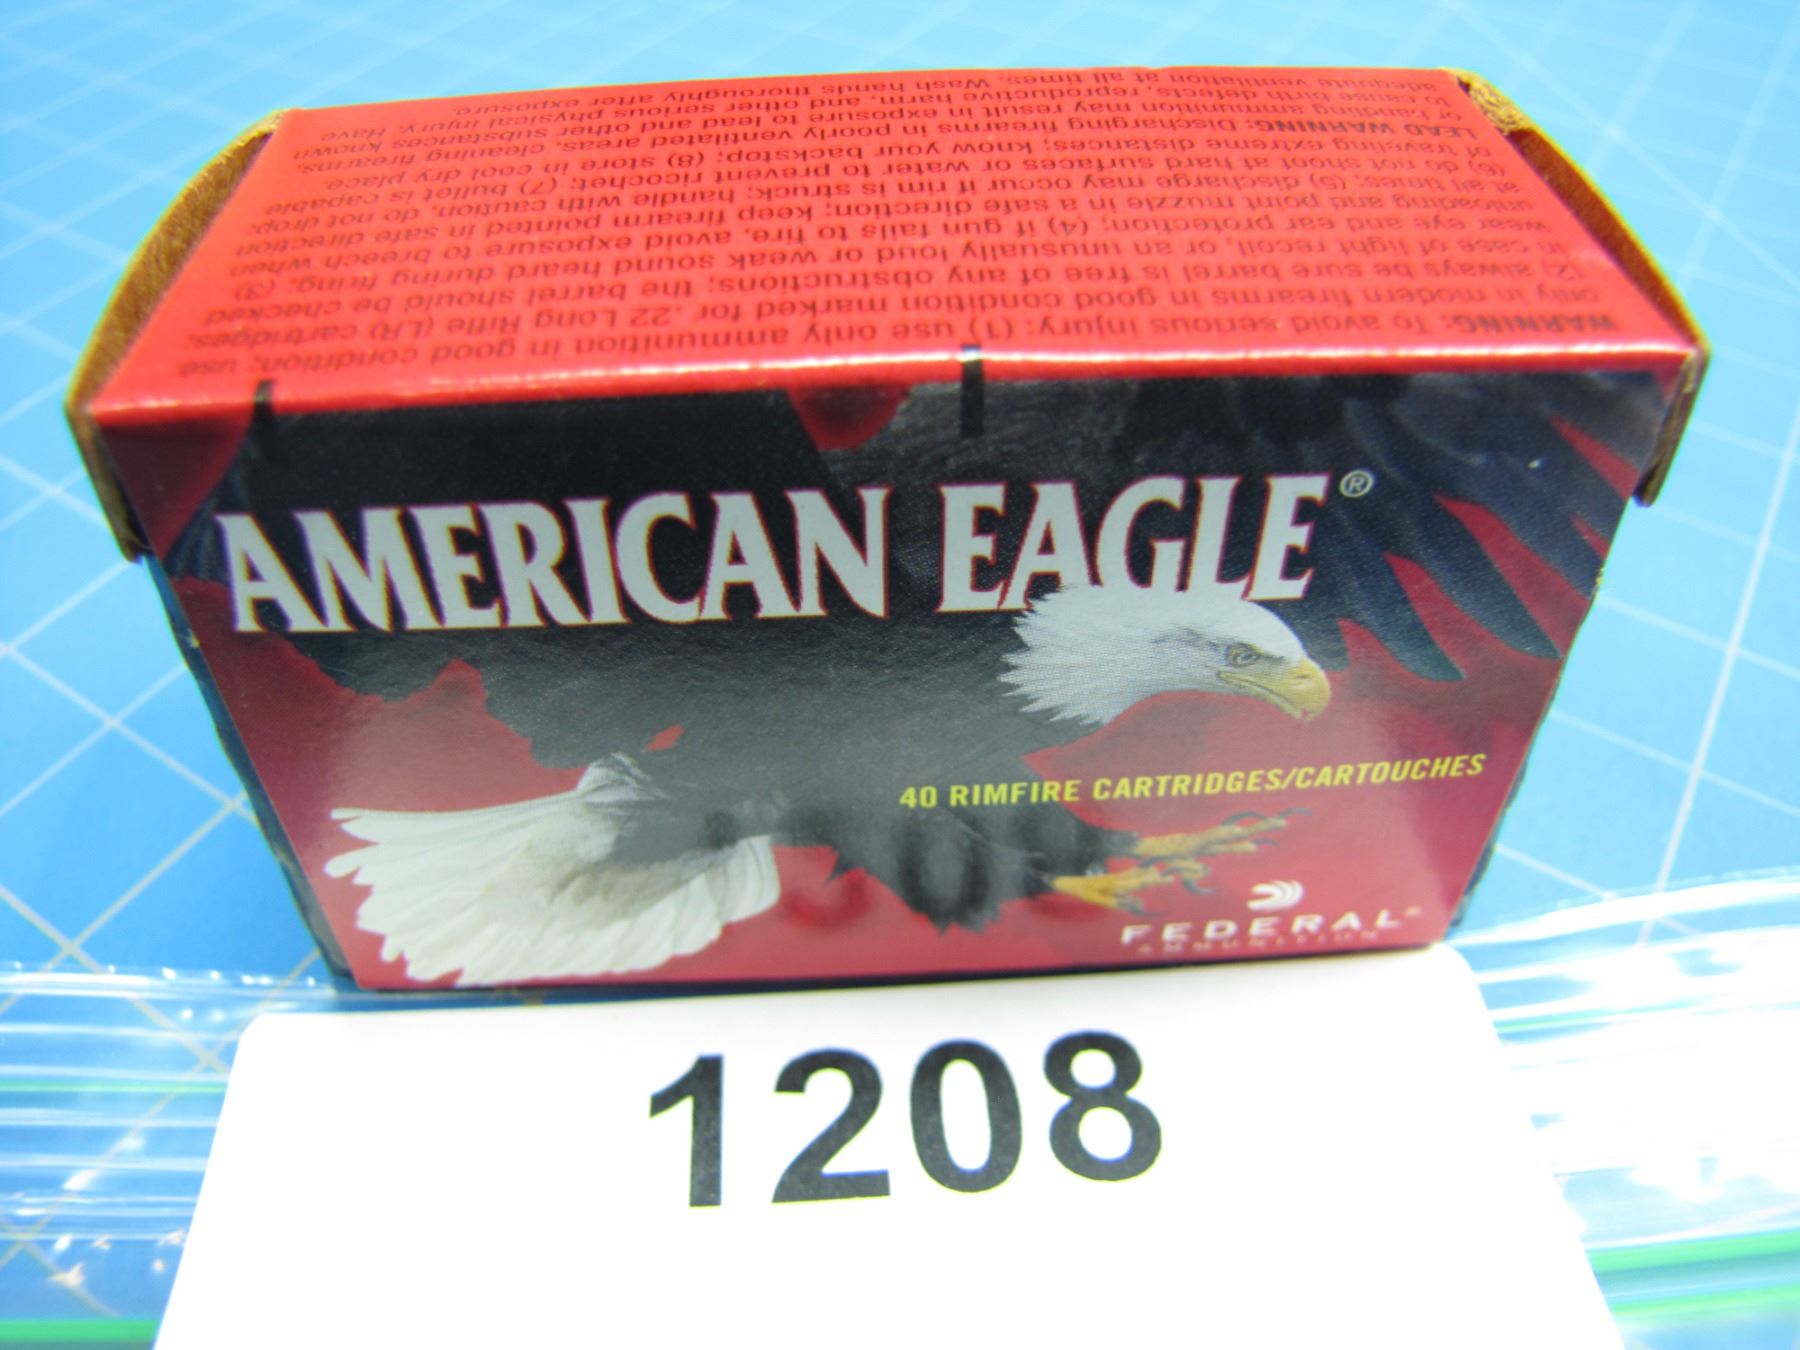 WARNING: To avoid serious injury: (1) use only ammunition in good condition; use
only in modern firearms in good condition marked for .22 Long Rifle (LR) cartridges;
(2) always be sure barrel is free of any obstructions; the barrel should be checked
in case of light recoil, or, an unusually loud or weak sound heard during firing; (3)
wear eye and ear protection; (4) if gun fails to fire, avoid exposure to breech when
unloading and point muzzle in a safe direction; keep firearm pointed in safe direction
at all times; (5) discharge may occur if rim is struck; handle with caution, do not drop;
(6) do not shoot at hard surfaces or water to prevent ricochet; (7) bullet is capable
of traveling extreme distances; know your backstop; (8) store in cool dry place.
LEAD WARNING: Discharging firearms in poorly ventilated areas, cleaning firearms,
or handling ammunition may result in exposure to lead and other substances known
to cause birth defects, reproductive harm, and other serious physical injury. Have
adequate ventilation at all times. Wash hands thoroughly after exposure.
AMERICAN EAGLE®
40 RIMFIRE CARTRIDGES/CARTOUCHES
FEDERAL®
AMMUNITION
1208